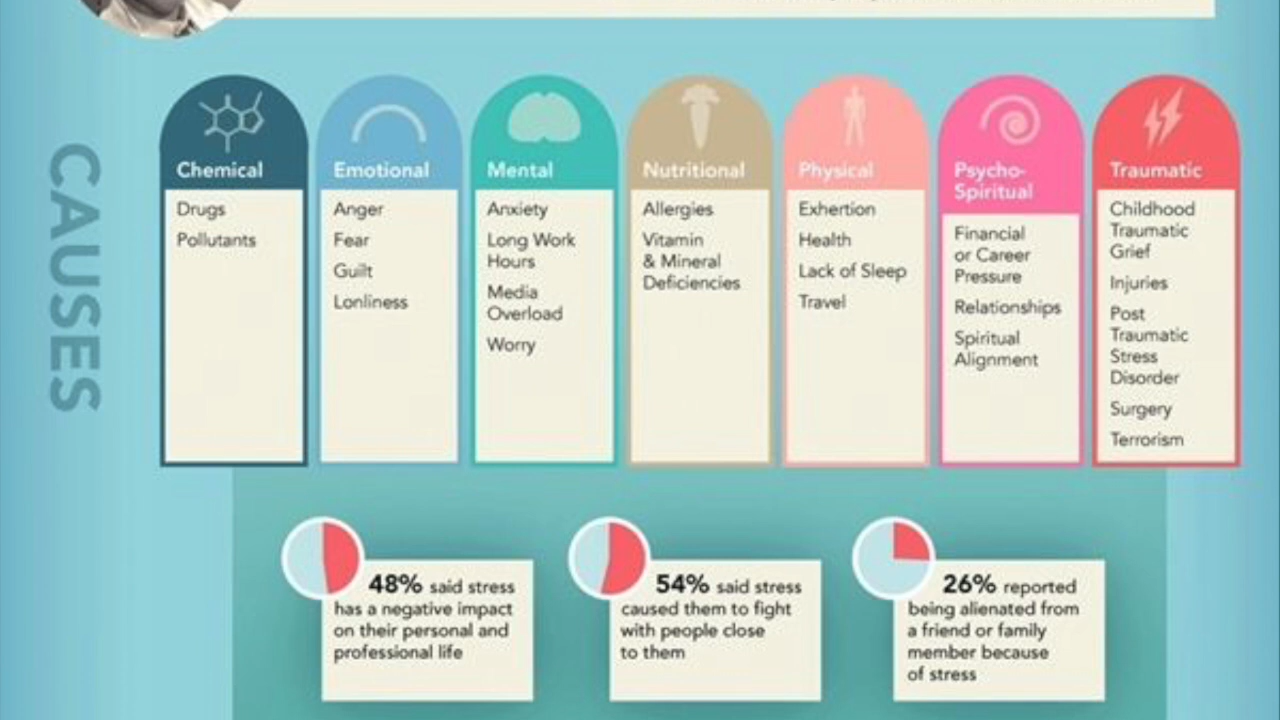 CAUSES
Chemical
Drugs
Pollutants
Emotional
Anger
Fear
Guilt
Lonliness
Mental
Anxiety
Long Work
Hours
Media
Overload
Worry
Nutritional
Allergies
Vitamin
& Mineral
Deficiencies
Physical
Exhertion
Health
Lack of Sleep
Travel
Psycho-
Spiritual
Financial
or Career
Pressure
Relationships
Spiritual
Alignment
Traumatic
Childhood
Traumatic
Grief
Injuries
Post
Traumatic
Stress
Disorder
Surgery
Terrorism
48% said stress
has a negative impact
on their personal and
professional life
54% said stress
caused them to fight
with people close
to them
26% reported
being alienated from
a friend or family
member because
of stress